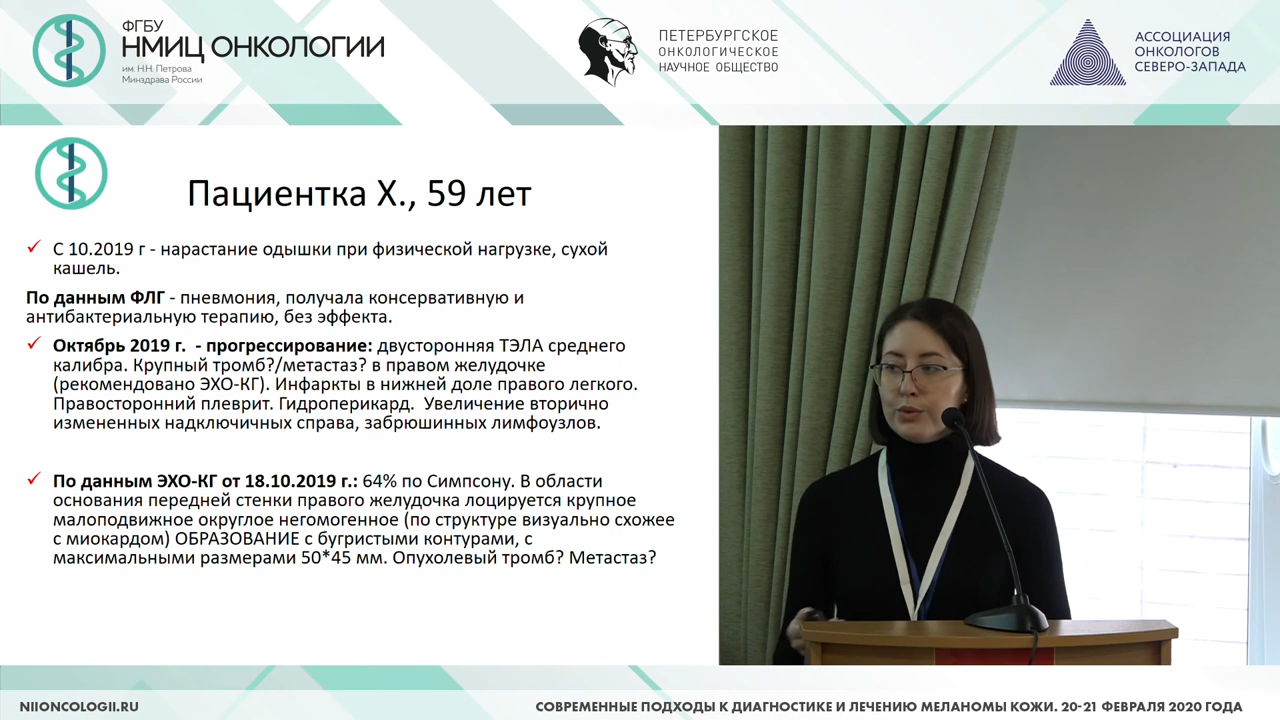 ФГБУ
НМИЦ ОНКОЛОГИИ
им. Н.Н. Петрова
Минздрава России
ПЕТЕРБУРГСКОЕ
ОНКОЛОГИЧЕСКОЕ
НАУЧНОЕ ОБЩЕСТВО
АССОЦИАЦИЯ
ОНКОЛОГОВ
СЕВЕРО-ЗАПАДА
Пациентка Х., 59 лет
✓ С 10.2019 г - нарастание одышки при физической нагрузке, сухой
кашель.
По данным ФЛГ - пневмония, получала консервативную и
антибактериальную терапию, без эффекта.
✓ Октябрь 2019 г. - прогрессирование: двусторонняя ТЭЛА среднего
калибра. Крупный тромб?/метастаз? в правом желудочке
(рекомендовано ЭХО-КГ). Инфаркты в нижней доле правого легкого.
Правосторонний плеврит. Гидроперикард. Увеличение вторично
измененных надключичных справа, забрюшинных лимфоузлов.
✓ По данным ЭХО-КГ от 18.10.2019 г.: 64% по Симпсону. В области
основания передней стенки правого желудочка лоцируется крупное
малоподвижное округлое негомогенное (по структуре визуально схожее
с миокардом) ОБРАЗОВАНИЕ с бугристыми контурами, с
максимальными размерами 50*45 мм. Опухолевый тромб? Метастаз?
NIIONCOLOGII.RU
СОВРЕМЕННЫЕ ПОДХОДЫ К ДИАГНОСТИКЕ И ЛЕЧЕНИЮ МЕЛАНОМЫ КОЖИ. 20-21 ФЕВРАЛЯ 2020 ГОДА